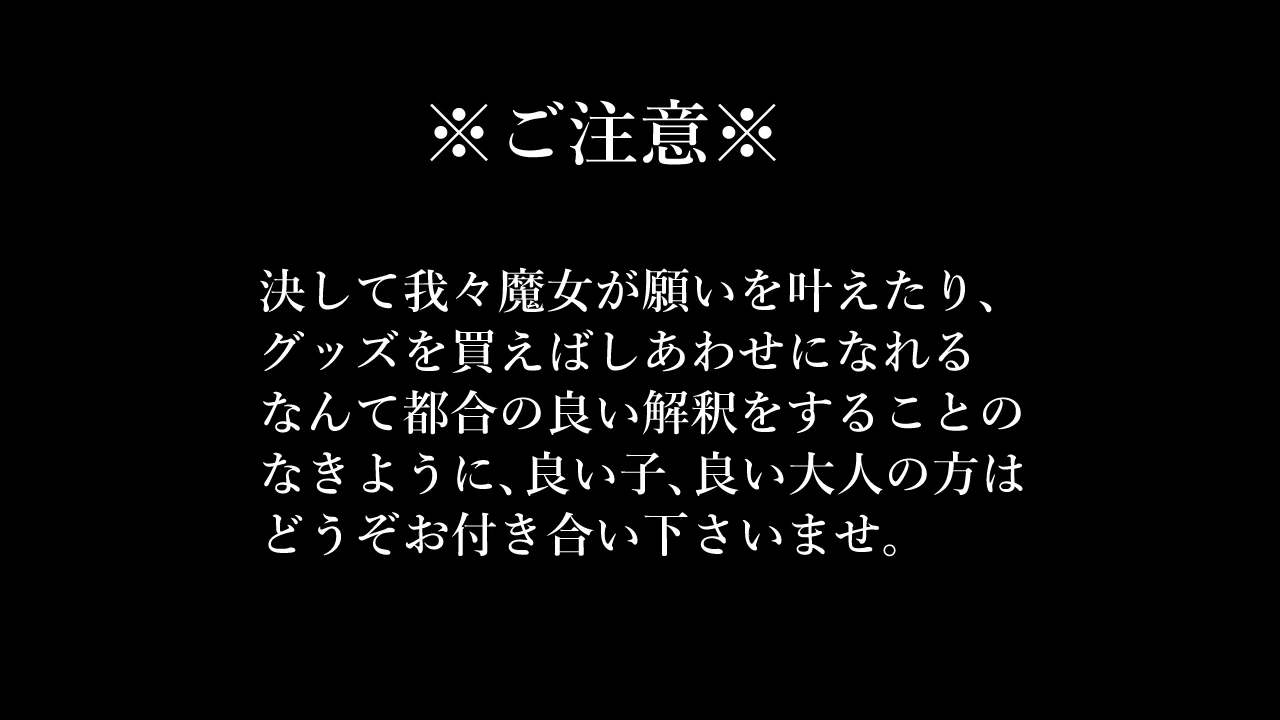 ※ご注意※
決して我々魔女が願いを叶えたり、
グッズを買えばしあわせになれる
なんて都合の良い解釈をすることの
なきように、良い子、良い大人の方は
どうぞお付き合い下さいませ。